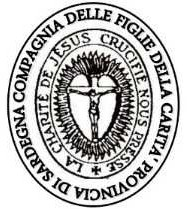 COMPAGNIA DELLE FIGLIE DELLA CARITA' PROVINCIA DI SARDEGNA
LA CHARITÉ DE JÉSUS CRUCIFIÉ NOUS PRESSE